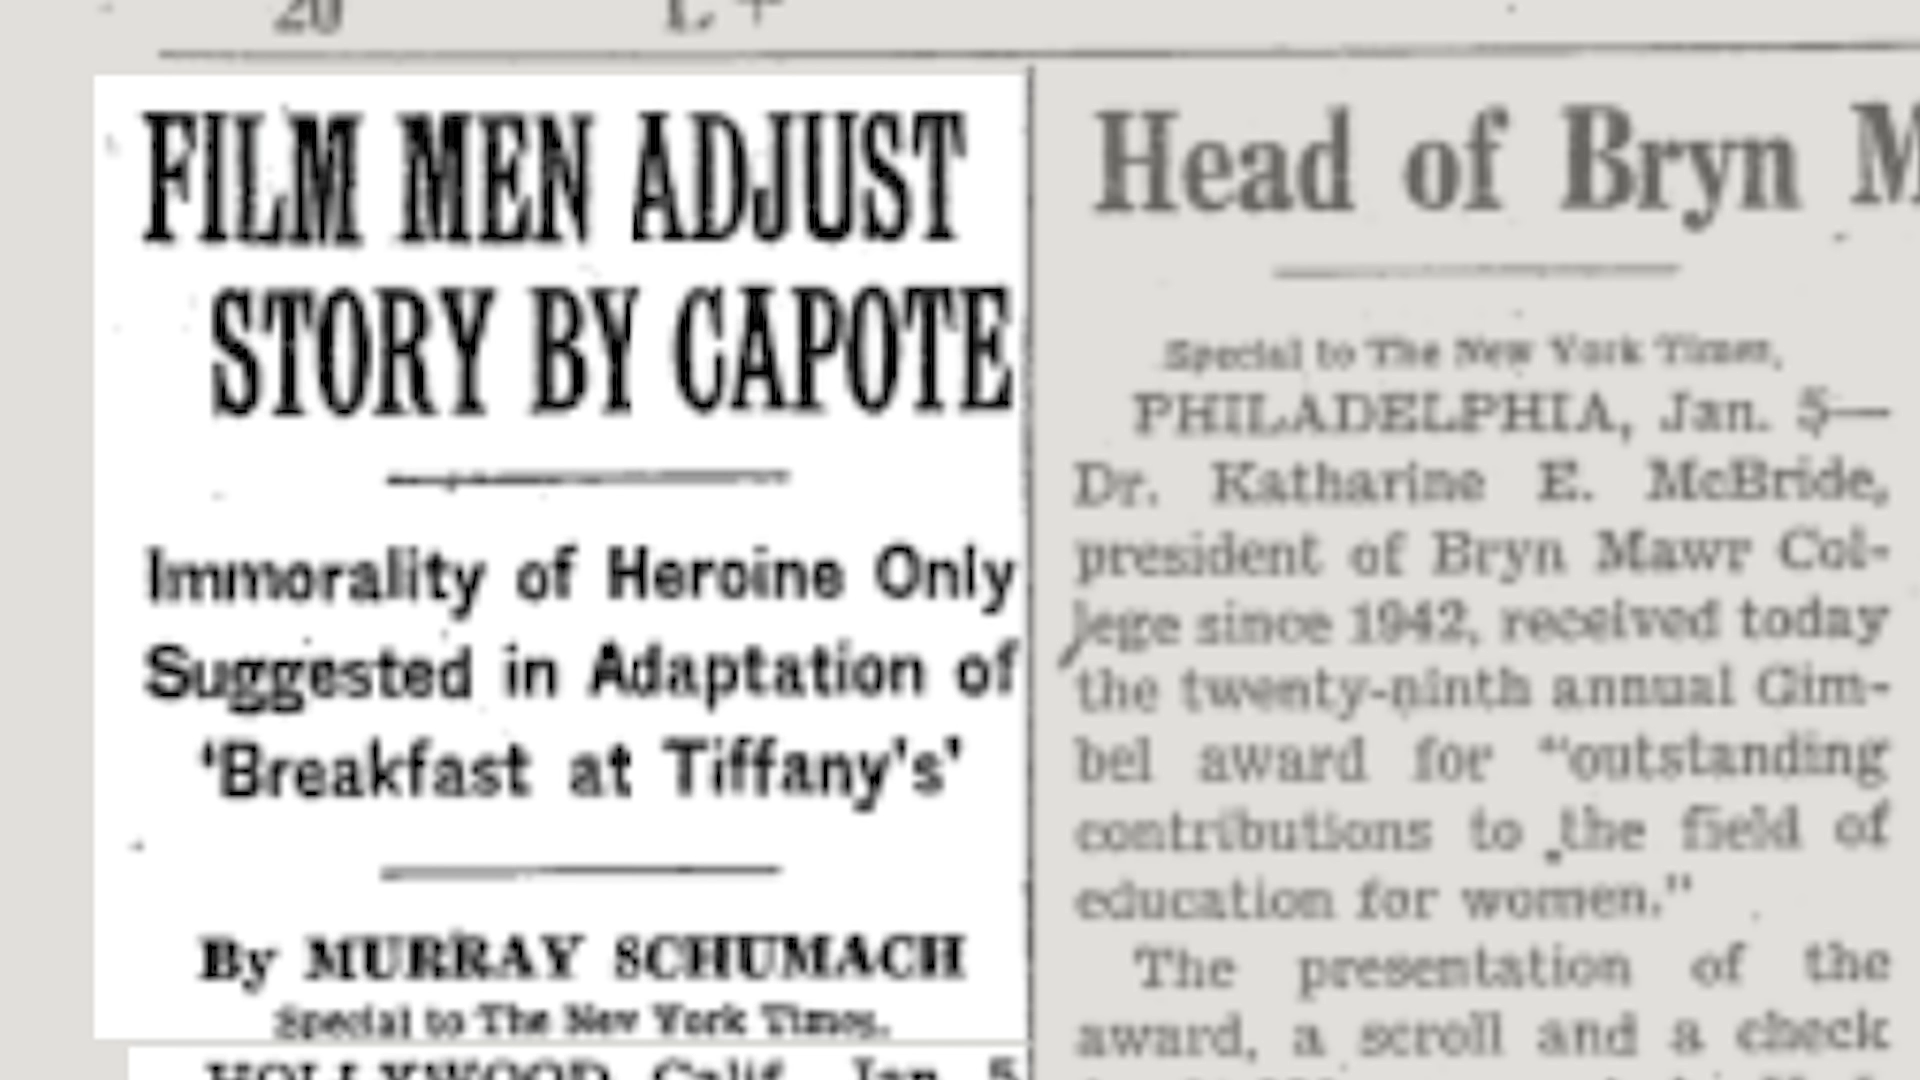 20
FILM MEN ADJUST
STORY BY CAPOTE
Immorality of Heroine Only
Suggested in Adaptation of
'Breakfast at Tiffany's'
By MURRAY SCHUMACH
Special to The New York Times.
HOLLYWOOD, Calif., Jan. 5
Head of Bryn M
Special to The New York Times.
PHILADELPHIA, Jan. 5—
Dr. Katharine E. McBride,
president of Bryn Mawr Col-
lege since 1942, received today
the twenty-ninth annual Gim-
bel award for "outstanding
contributions to the field of
education for women."
The presentation of the
award, a scroll and a check